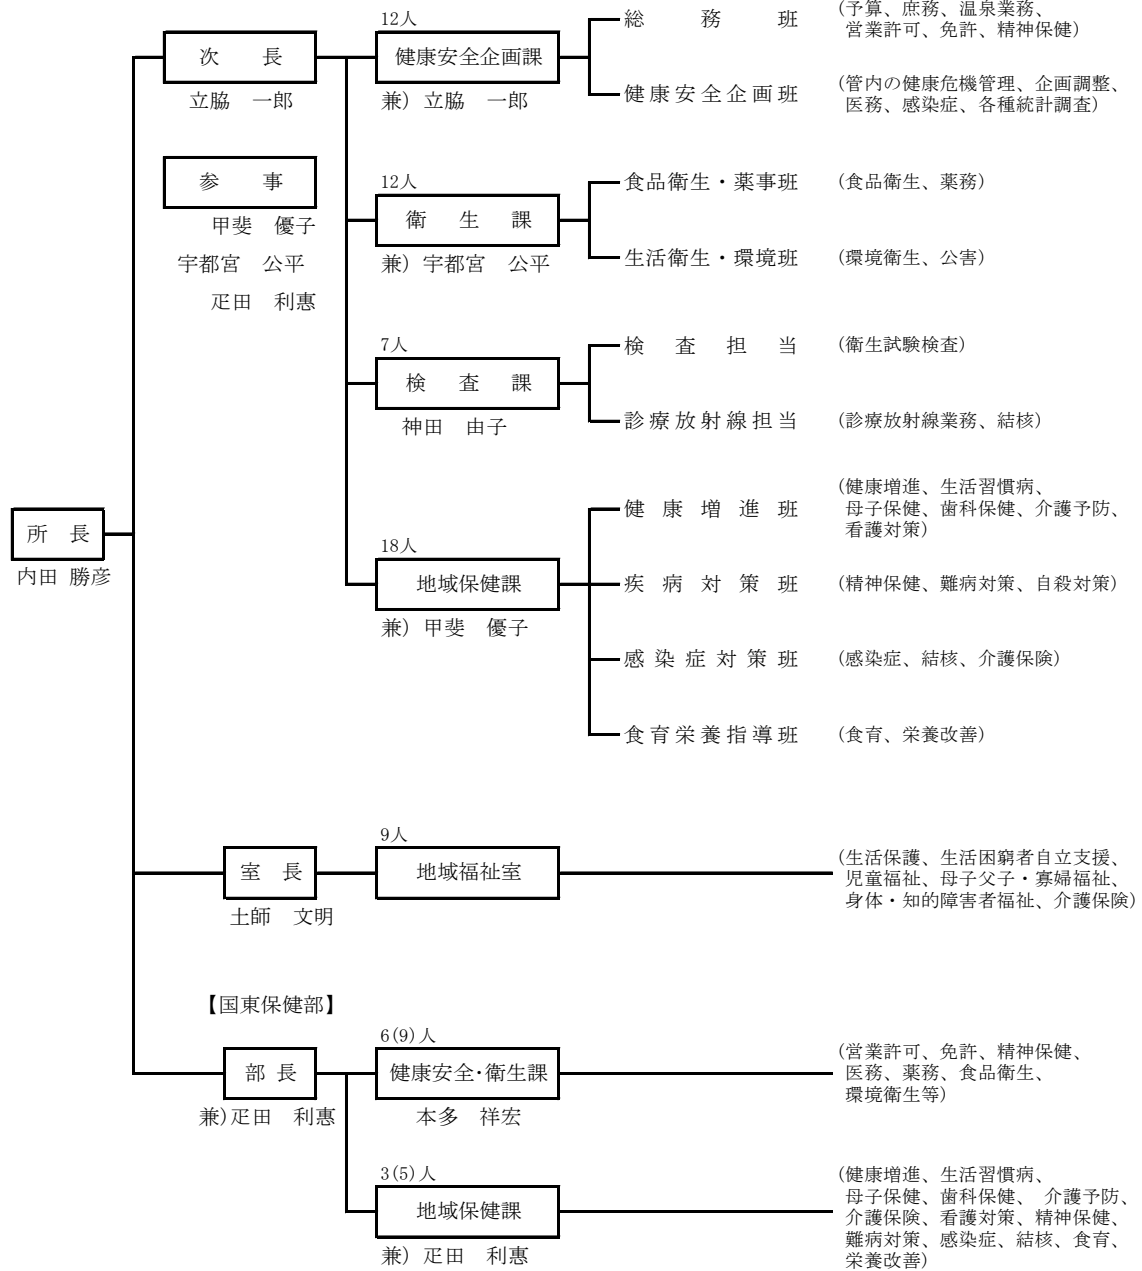 所　長
内田 勝彦
次　長
立脇　一郎
参　事
甲斐　優子
宇都宮　公平
疋田　利惠
12人
健康安全企画課
兼）立脇　一郎
総　務　班
(予算、庶務、温泉業務、
営業許可、免許、精神保健)
健康安全企画班
(管内の健康危機管理、企画調整、
医務、感染症、各種統計調査)
12人
衛　生　課
兼）宇都宮　公平
食品衛生・薬事班
(食品衛生、薬務)
生活衛生・環境班
(環境衛生、公害)
7人
検　査　課
神田　由子
検　査　担　当
(衛生試験検査)
診療放射線担当
(診療放射線業務、結核)
18人
地域保健課
兼）甲斐　優子
健康増進班
(健康増進、生活習慣病、
母子保健、歯科保健、介護予防、
看護対策)
疾病対策班
(精神保健、難病対策、自殺対策)
感染症対策班
(感染症、結核、介護保険)
食育栄養指導班
(食育、栄養改善)
室　長
土師　文明
9人
地域福祉室
(生活保護、生活困窮者自立支援、
児童福祉、母子父子・寡婦福祉、
身体・知的障害者福祉、介護保険)
【国東保健部】
部 長
兼)疋田　利惠
6(9)人
健康安全・衛生課
本多　祥宏
(営業許可、免許、精神保健、
医務、薬務、食品衛生、
環境衛生等)
3(5)人
地域保健課
兼）疋田　利惠
(健康増進、生活習慣病、
母子保健、歯科保健、 介護予防、
介護保険、看護対策、精神保健、
難病対策、感染症、結核、食育、
栄養改善)